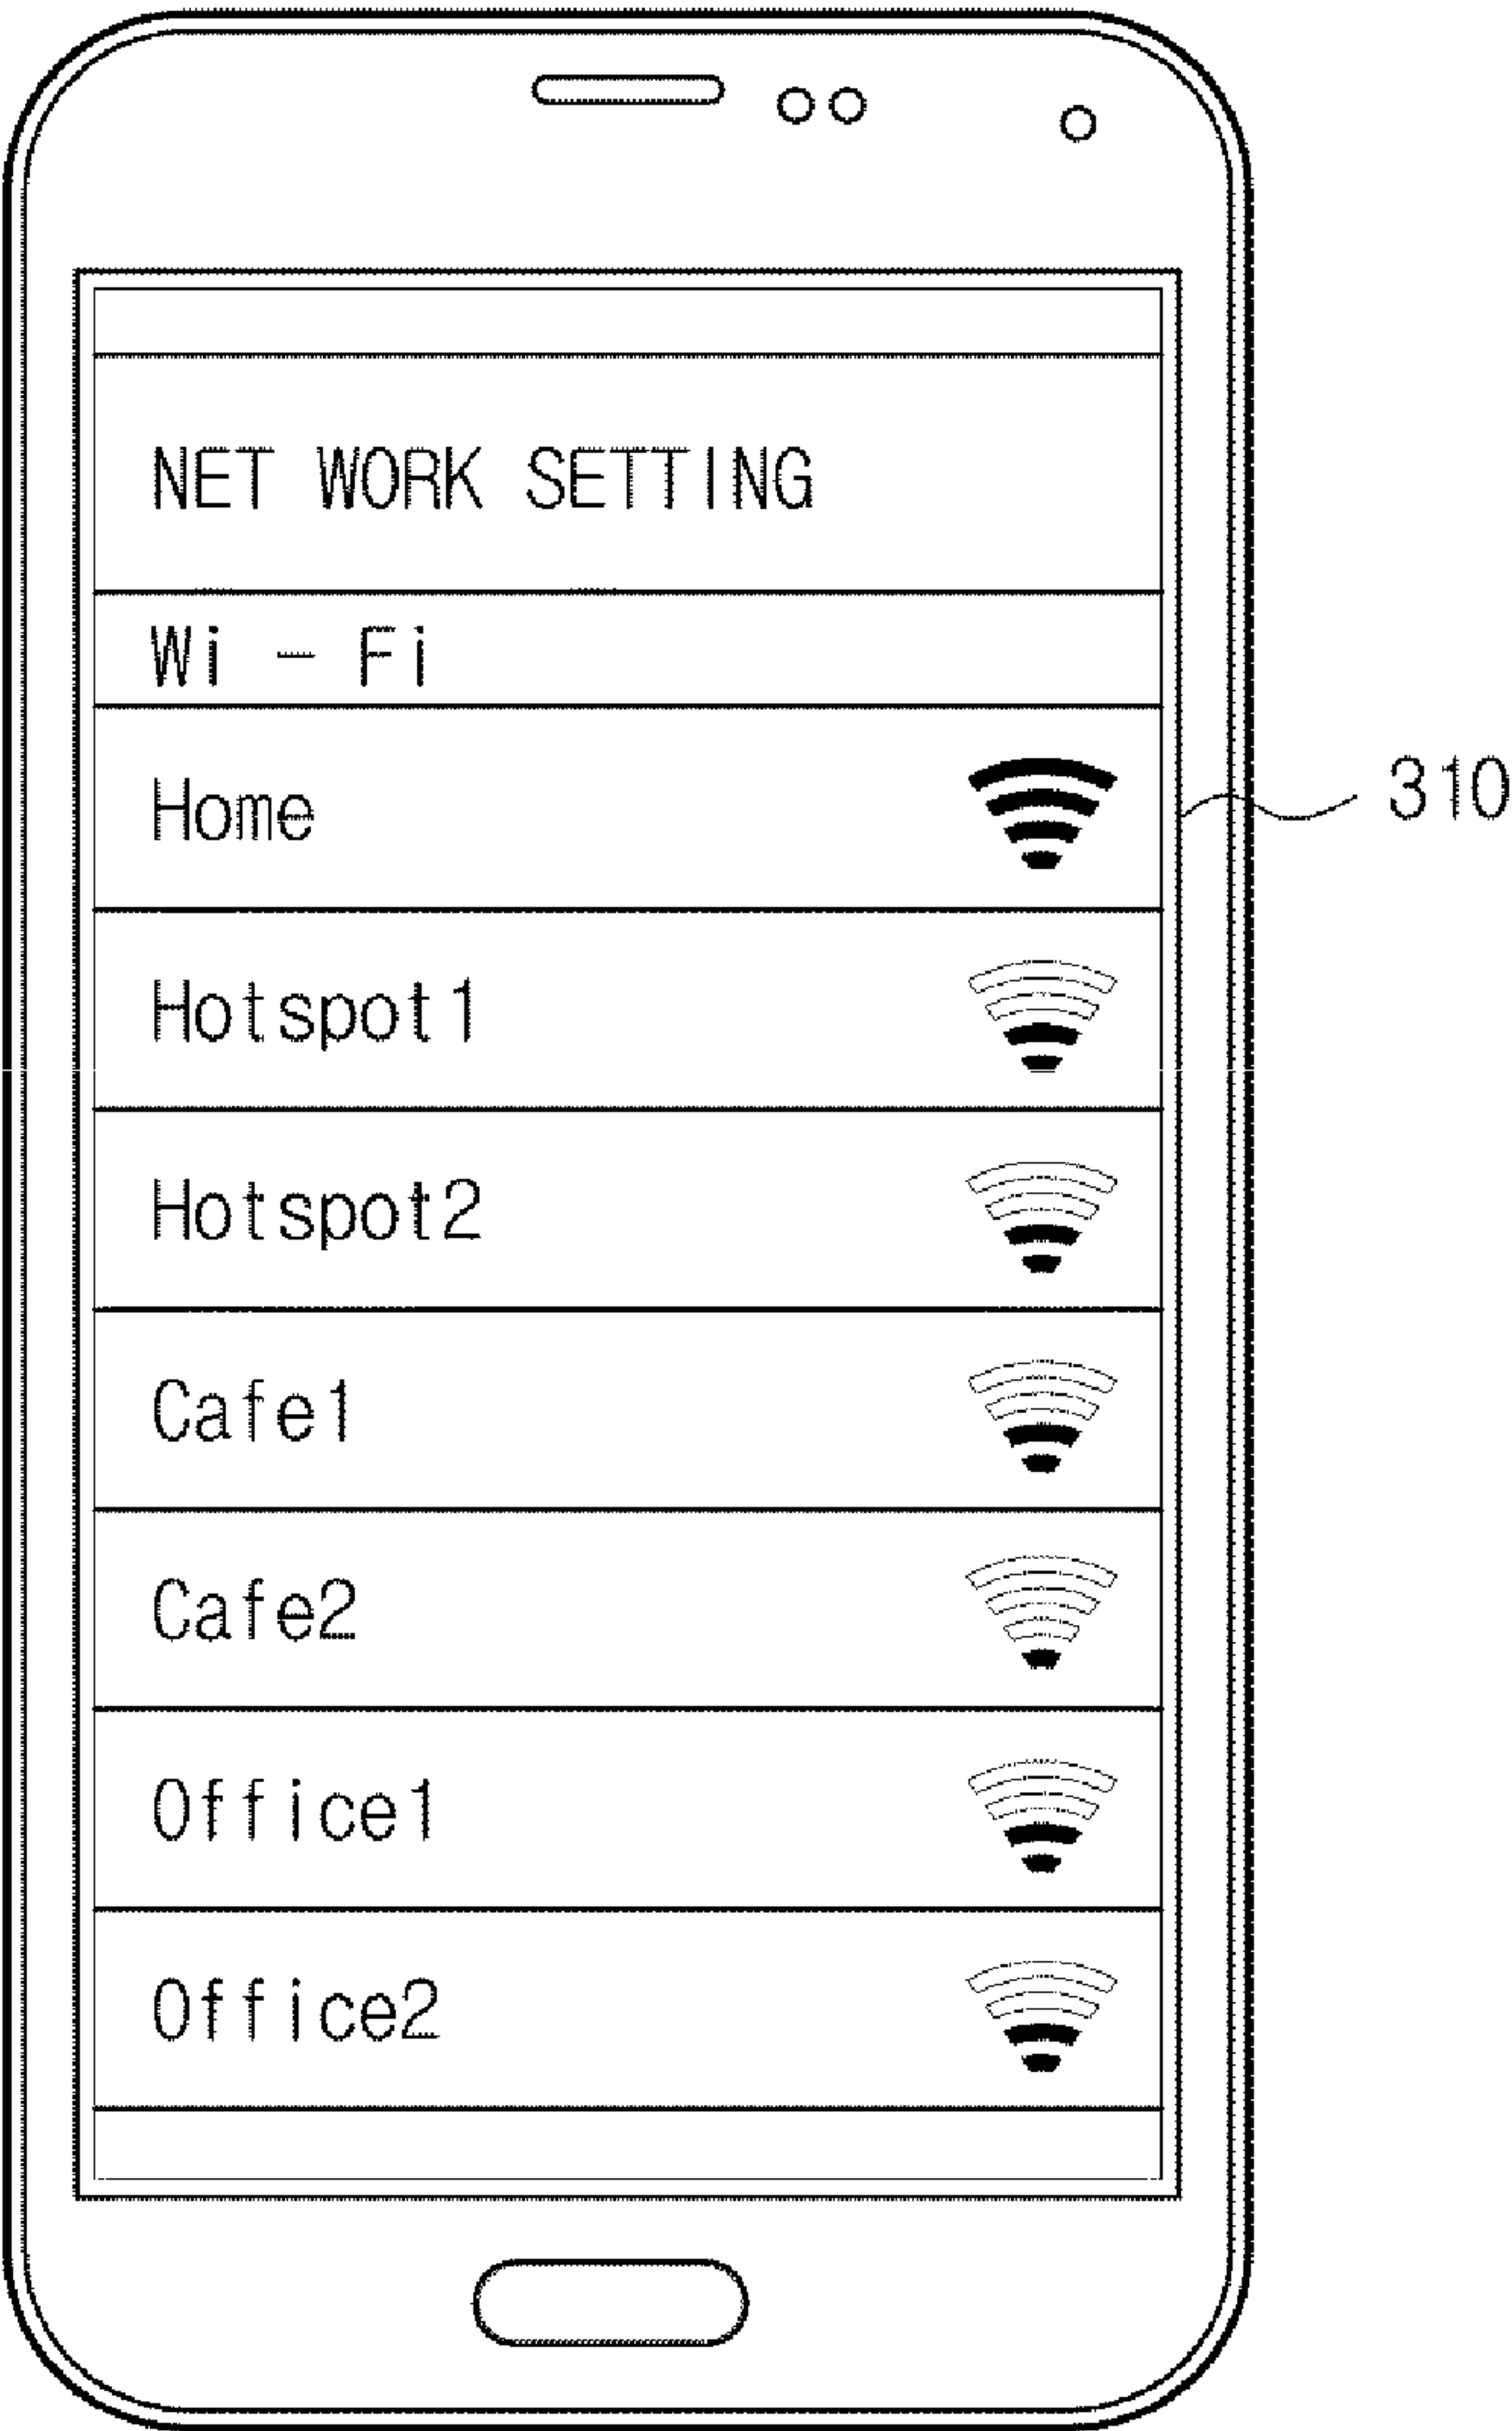 NET WORK SETTING
Wi - Fi
Home
310
Hotspot1
Hotspot2
Cafe1
Cafe2
Office1
Office2